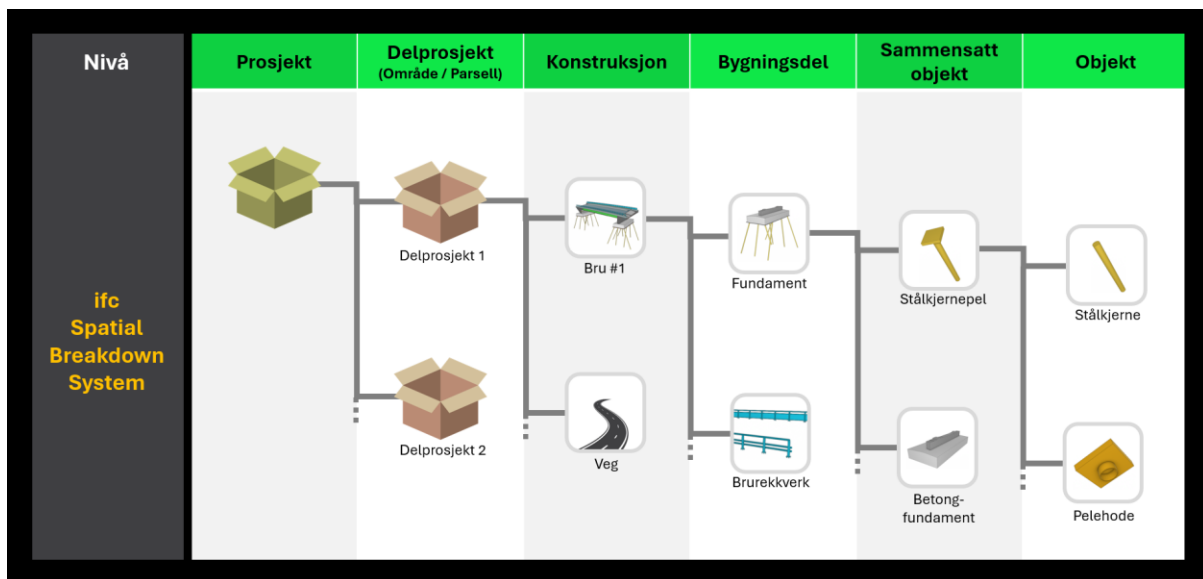 Nivå
Prosjekt
Delprosjekt
(Område / Parsell)
Konstruksjon
Bygningsdel
Sammensatt
objekt
Objekt
ifc
Spatial
Breakdown
System
Delprosjekt 1
Bru #1
Fundament
Stålkjernepel
Stålkjerne
Delprosjekt 2
Veg
Brurekkverk
Betong-
fundament
Pelehode